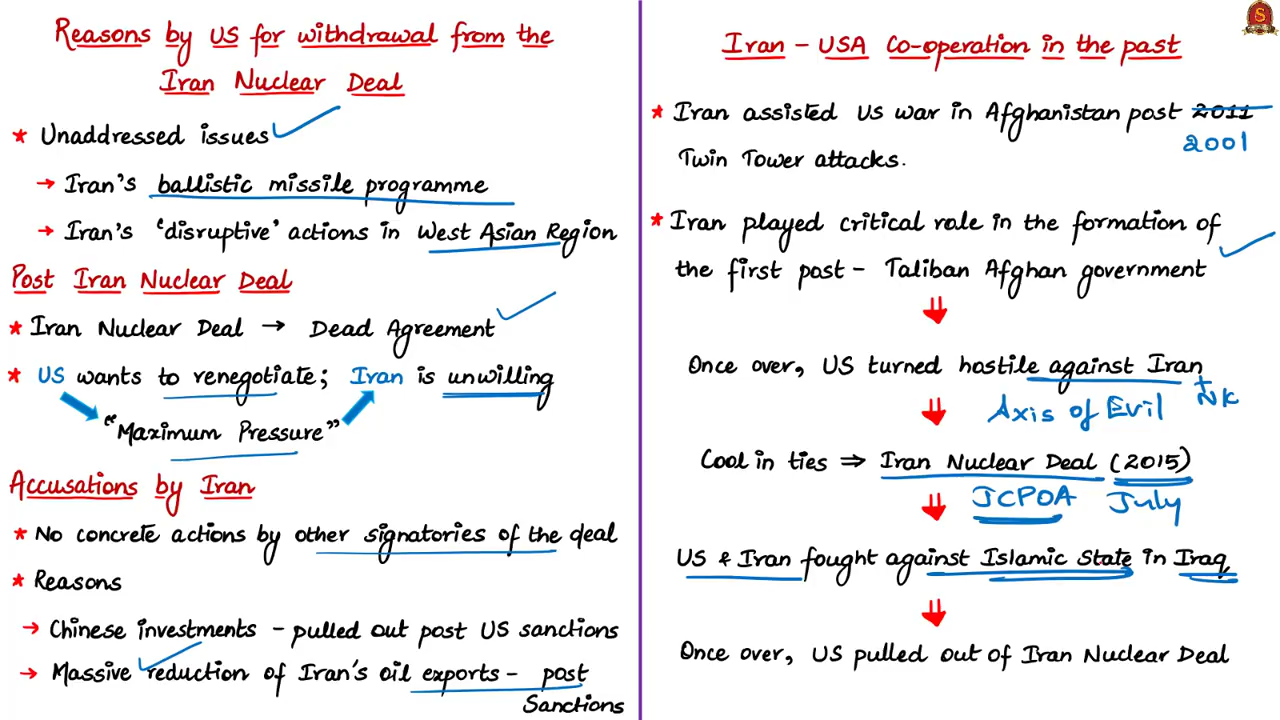 Reasons by US for withdrawal from the
Iran Nuclear Deal
* Unaddressed issues
→ Iran's ballistic missile programme
→ Iran's 'disruptive' actions in West Asian Region
Post Iran Nuclear Deal
* Iran Nuclear Deal → Dead Agreement
* US wants to renegotiate; Iran is unwilling
"Maximum Pressure"
Accusations by Iran
* No concrete actions by other signatories of the deal
* Reasons
→ Chinese investments - pulled out post US sanctions
→ Massive reduction of Iran's oil exports - post
Sanctions
Iran - USA Co-operation in the past
* Iran assisted US war in Afghanistan post 2011
2001
Twin Tower attacks.
* Iran played critical role in the formation of
the first post - Taliban Afghan government
Once over, US turned hostile against Iran
+
Axis of Evil NK
Cool in ties ⇒ Iran Nuclear Deal (2015)
JCPOA July
US & Iran fought against Islamic State in Iraq,
Once over, US pulled out of Iran Nuclear Deal
S